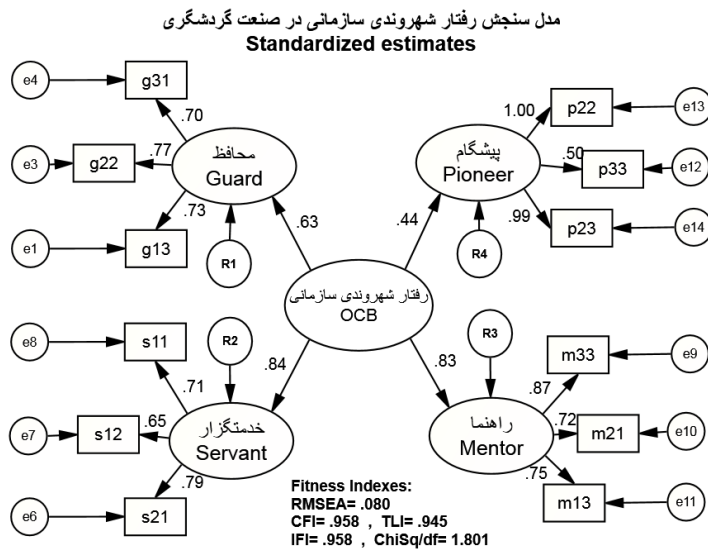 مدل سنجش رفتار شهروندی سازمانی در صنعت گردشگری
Standardized estimates
e4
g31
.70
e3
g22
.77
محافظ
Guard
.73
e1
g13
R1
.63
1.00
p22
e13
پیشگام
Pioneer
.50
p33
e12
.99
p23
e14
R4
.44
رفتار شهروندی سازمانی
OCB
e8
s11
R2
.84
.71
e7
s12
.65
خدمتگزار
Servant
.79
e6
s21
R3
.83
m33
e9
.87
راهنما
Mentor
.72
m21
e10
.75
m13
e11
Fitness Indexes:
RMSEA= .080
CFI= .958 , TLI= .945
IFI= .958 , ChiSq/df= 1.801